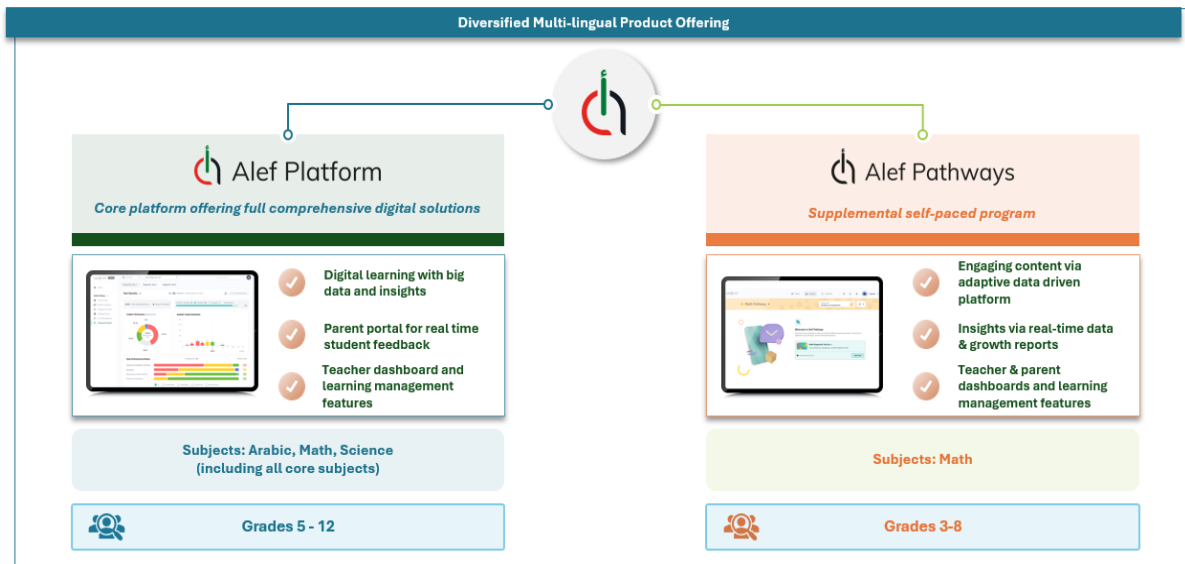 Diversified Multi-lingual Product Offering
Alef Platform
Core platform offering full comprehensive digital solutions
Digital learning with big
data and insights
Parent portal for real time
student feedback
Teacher dashboard and
learning management
features
Subjects: Arabic, Math, Science
(including all core subjects)
Grades 5 - 12
Alef Pathways
Supplemental self-paced program
Engaging content via
adaptive data driven
platform
Insights via real-time data
& growth reports
Teacher & parent
dashboards and learning
management features
Subjects: Math
Grades 3-8